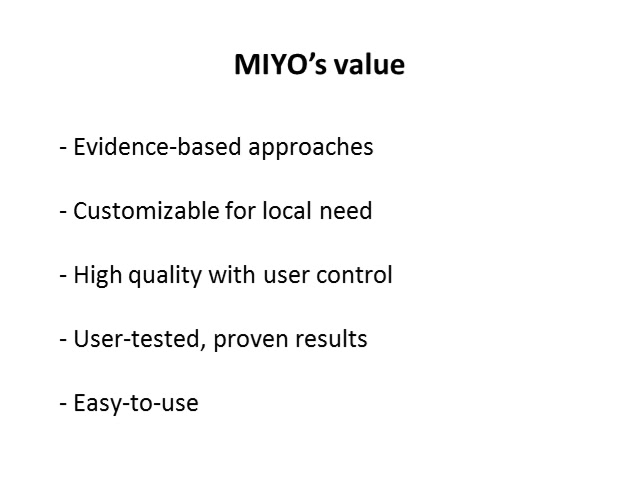 MIYO’s value
- Evidence-based approaches
- Customizable for local need
- High quality with user control
- User-tested, proven results
- Easy-to-use